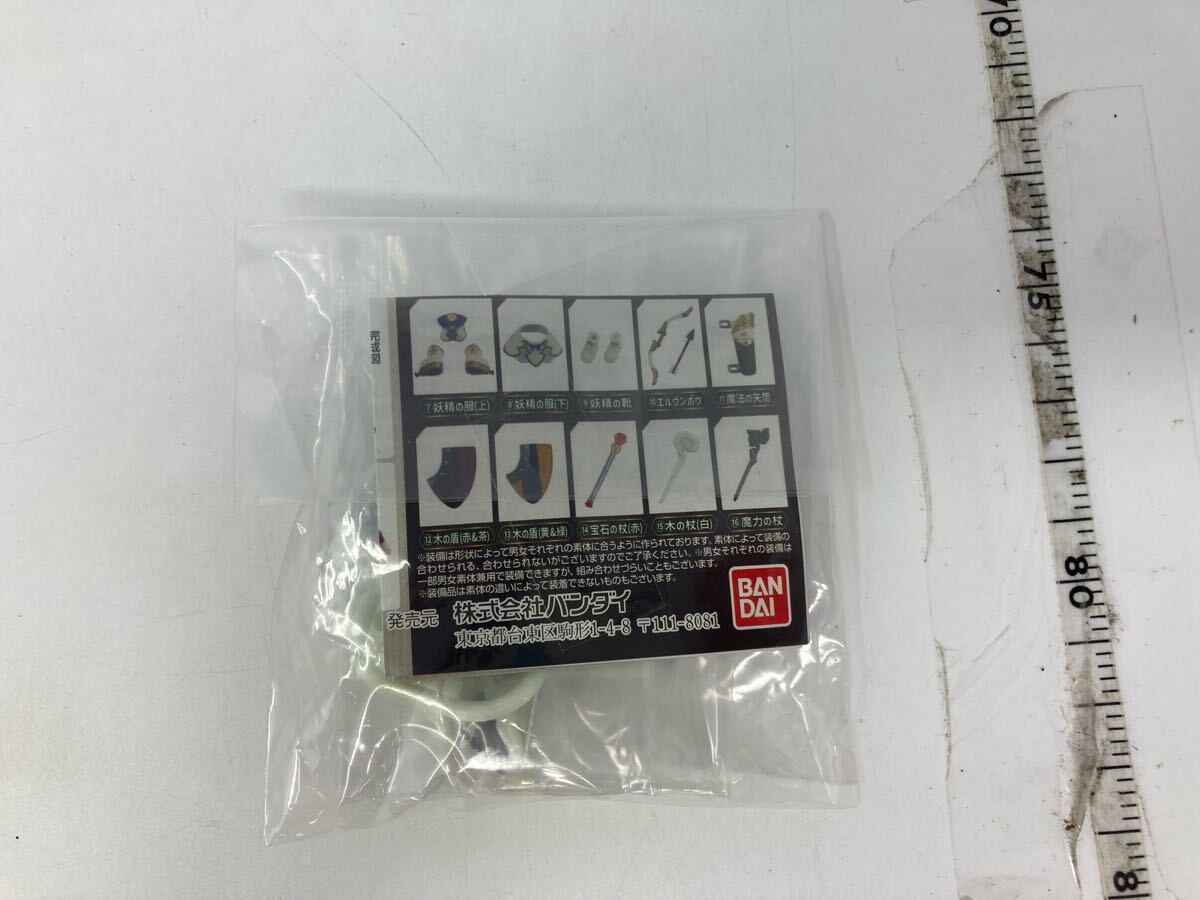 完成図
⑦妖精の服(上) ⑧妖精の服(下) ⑨妖精の靴 ⑩エルヴンボウ ⑪魔法の矢筒
⑫木の盾(赤&茶) ⑬木の盾(黄&緑) ⑭宝石の杖(赤) ⑮木の杖(白) ⑯魔力の杖
※装備は形状によって男女それぞれの素体に合うように作られております。素体によって装備の
合わせられる、合わせられないがございますのでご了承ください。※男女それぞれの装備は
一部男女素体兼用で装備できますが、組み合わせづらいこともございます。
※装備品は素体の違いによって装着できないものもございます。
発売元 株式会社バンダイ
東京都台東区駒形1-4-8 〒111-8081
BAN
DAI
75
80
8